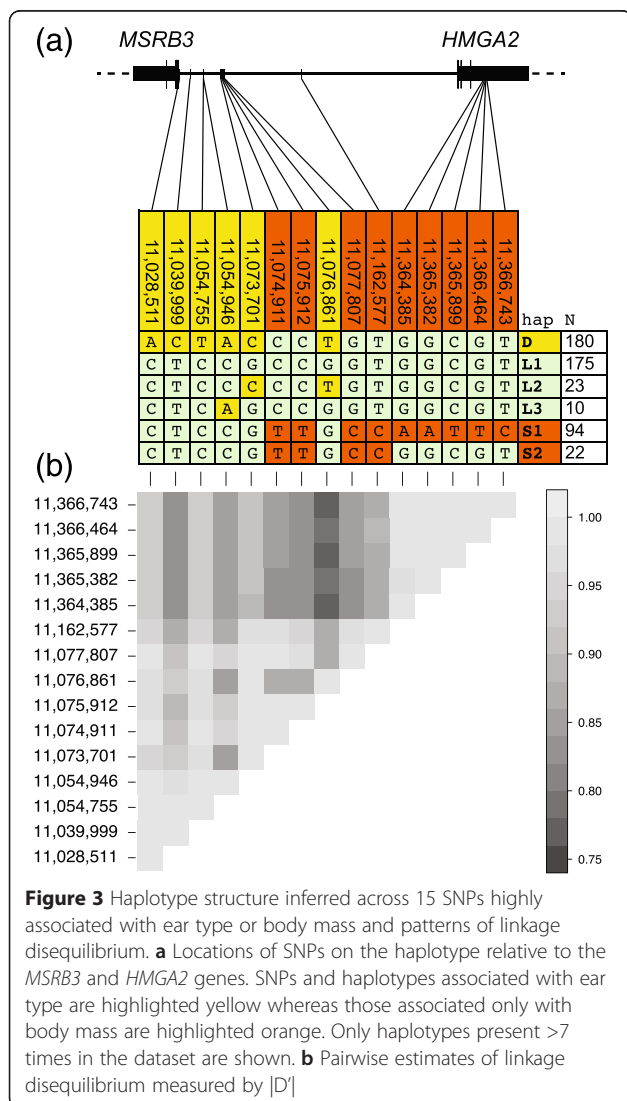 (a)
MSRB3 HMGA2
11,028,511 11,039,999 11,054,755 11,054,946 11,073,701 11,074,911 11,075,912 11,076,861 11,077,807 11,162,577 11,364,385 11,365,382 11,365,899 11,366,464 11,366,743 hap N
A C T A C C C T G T G G C G T D 180
C T C C G C C G G T G G C G T L1 175
C T C C C C C T G T G G C G T L2 23
C T C A G C C G G T G G C G T L3 10
C T C C G T T G C C A A T T C S1 94
C T C C G T T G C C G G C G T S2 22
(b)
11,366,743
11,366,464
11,365,899
11,365,382
11,364,385
11,162,577
11,077,807
11,076,861
11,075,912
11,074,911
11,073,701
11,054,946
11,054,755
11,039,999
11,028,511
1.00
0.95
0.90
0.85
0.80
0.75
Figure 3 Haplotype structure inferred across 15 SNPs highly
associated with ear type or body mass and patterns of linkage
disequilibrium. a Locations of SNPs on the haplotype relative to the
MSRB3 and HMGA2 genes. SNPs and haplotypes associated with ear
type are highlighted yellow whereas those associated only with
body mass are highlighted orange. Only haplotypes present >7
times in the dataset are shown. b Pairwise estimates of linkage
disequilibrium measured by |D′|